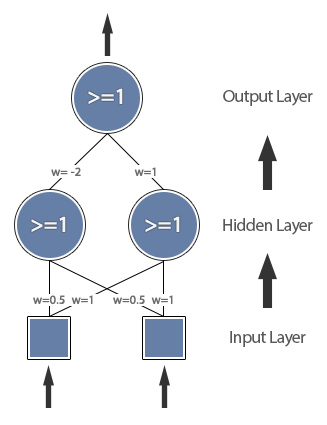 >=1 Output Layer
w= -2 w=1
>=1 >=1 Hidden Layer
w=0.5 w=1 w=0.5 w=1
Input Layer